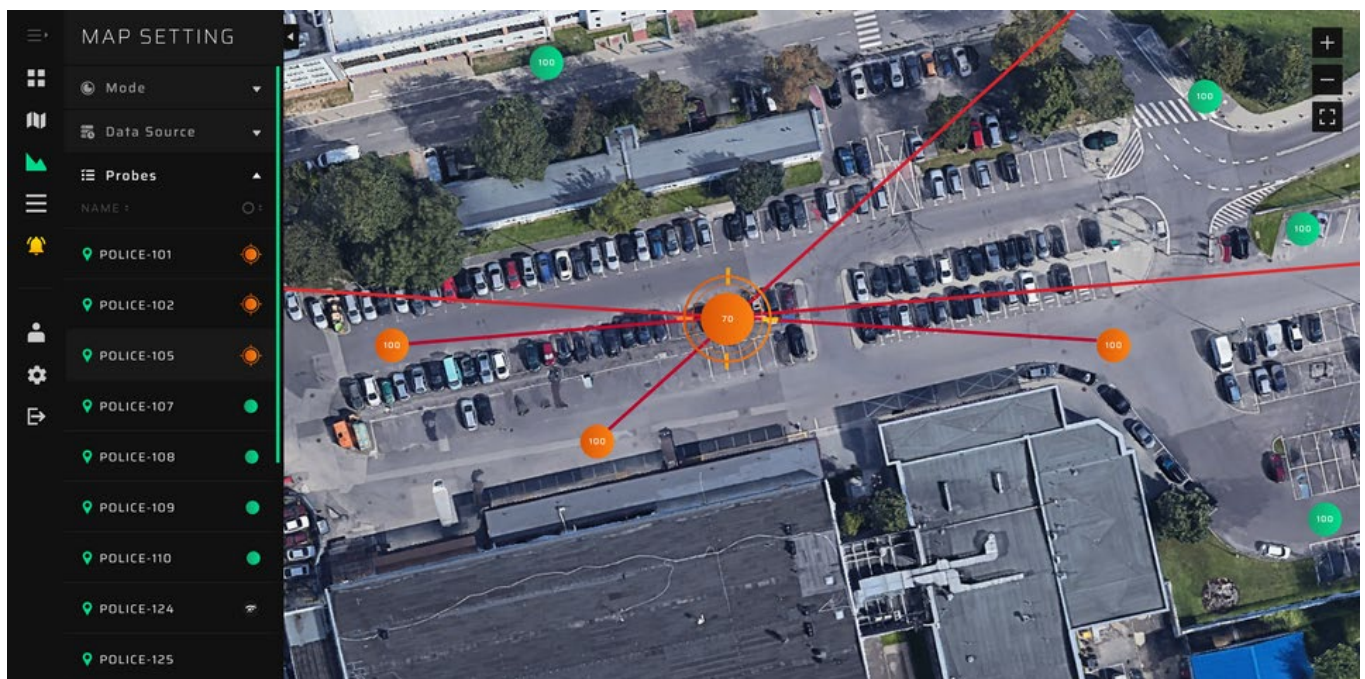 MAP SETTING
Mode
Data Source
Probes
NAME
POLICE-101
POLICE-102
POLICE-105
POLICE-107
POLICE-108
POLICE-109
POLICE-110
POLICE-124
POLICE-125
100
100
100
70
100
100
100
100